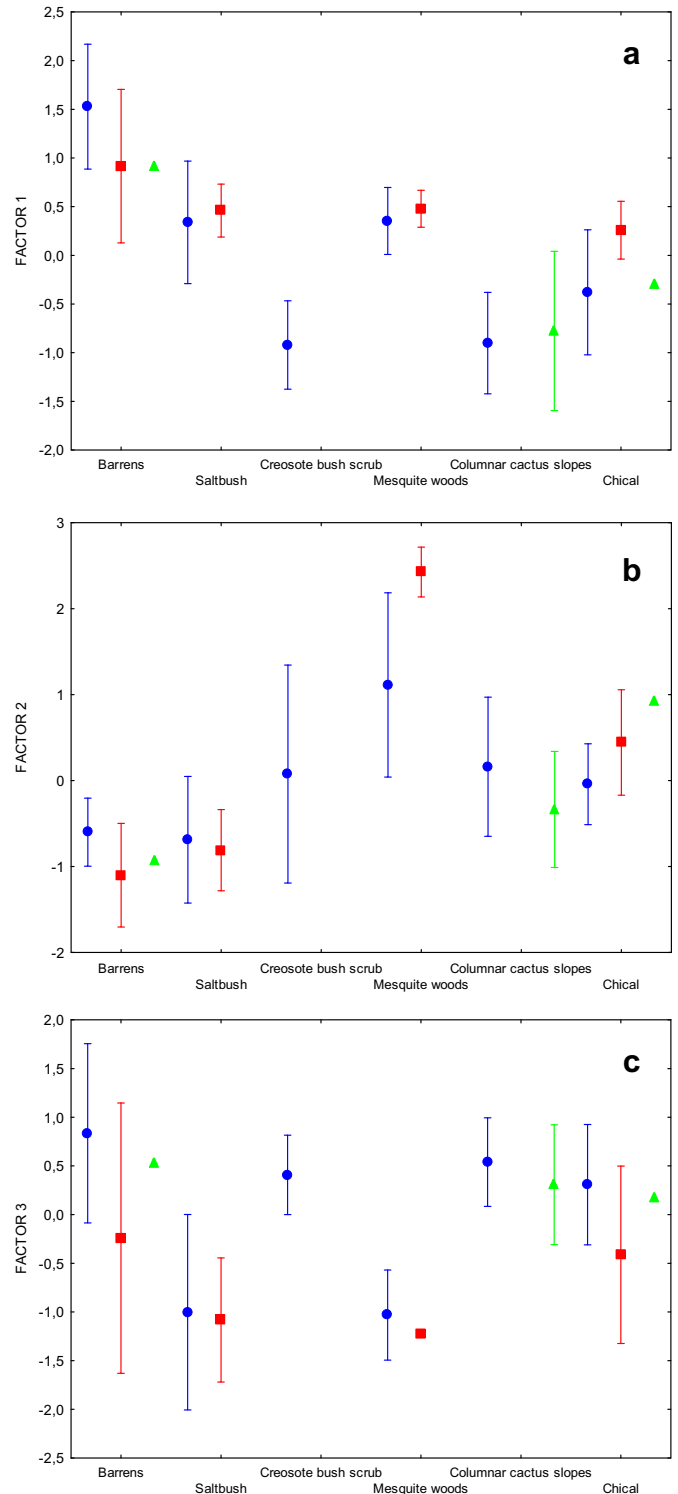 a
2,5
2,0
1,5
1,0
0,5
0,0
-0,5
-1,0
-1,5
-2,0
FACTOR 1
Barrens Creosote bush scrub Columnar cactus slopes
Saltbush Mesquite woods Chical
b
3
2
1
0
-1
-2
FACTOR 2
Barrens Creosote bush scrub Columnar cactus slopes
Saltbush Mesquite woods Chical
c
2,0
1,5
1,0
0,5
0,0
-0,5
-1,0
-1,5
-2,0
-2,5
FACTOR 3
Barrens Creosote bush scrub Columnar cactus slopes
Saltbush Mesquite woods Chical